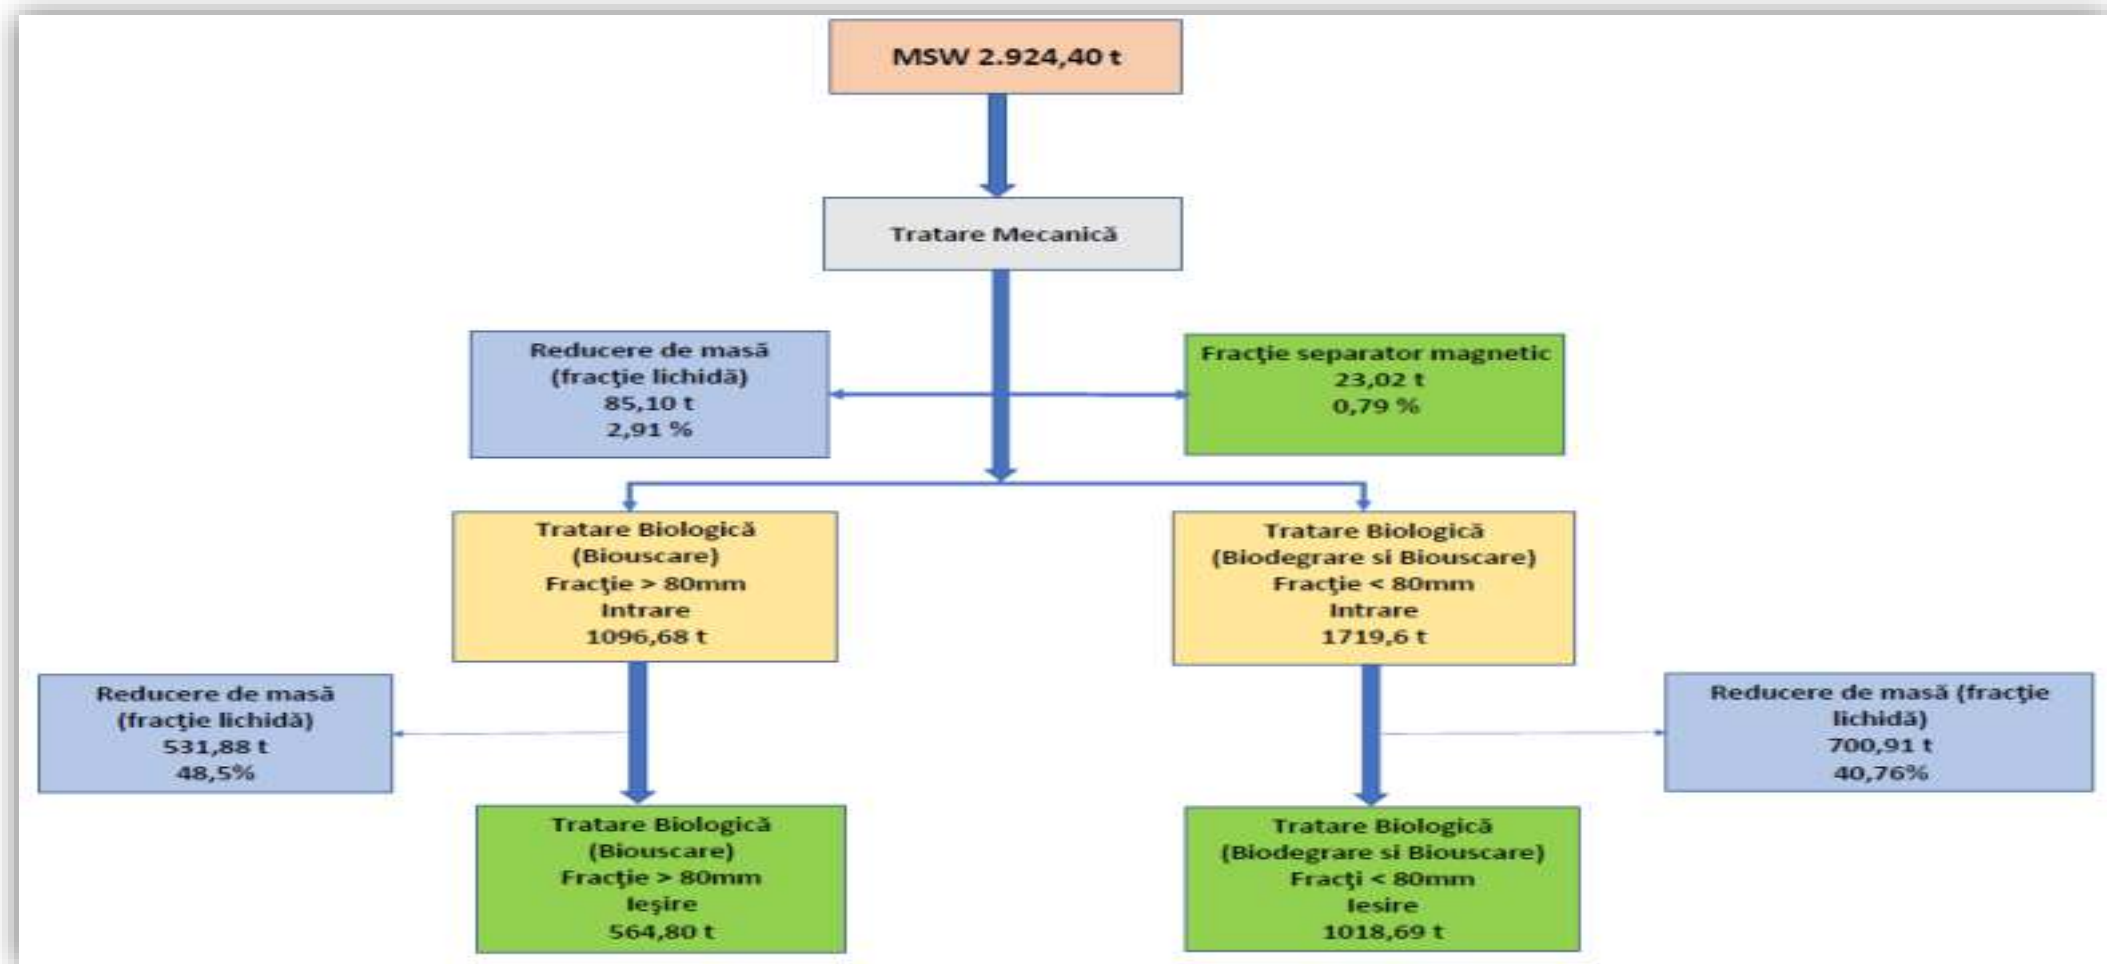 MSW 2.924,40 t
Tratare Mecanică
Reducere de masă
(fracţie lichidă)
85,10 t
2,91 %
Fracţie separator magnetic
23,02 t
0,79 %
Tratare Biologică
(Biouscare)
Fracţie > 80mm
Intrare
1096,68 t
Tratare Biologică
(Biodegrare si Biouscare)
Fracţie < 80mm
Intrare
1719,6 t
Reducere de masă
(fracţie lichidă)
531,88 t
48,5%
Reducere de masă (fracţie
lichidă)
700,91 t
40,76%
Tratare Biologică
(Biouscare)
Fracţie > 80mm
Ieşire
564,80 t
Tratare Biologică
(Biodegrare si Biouscare)
Fracţi < 80mm
Iesire
1018,69 t